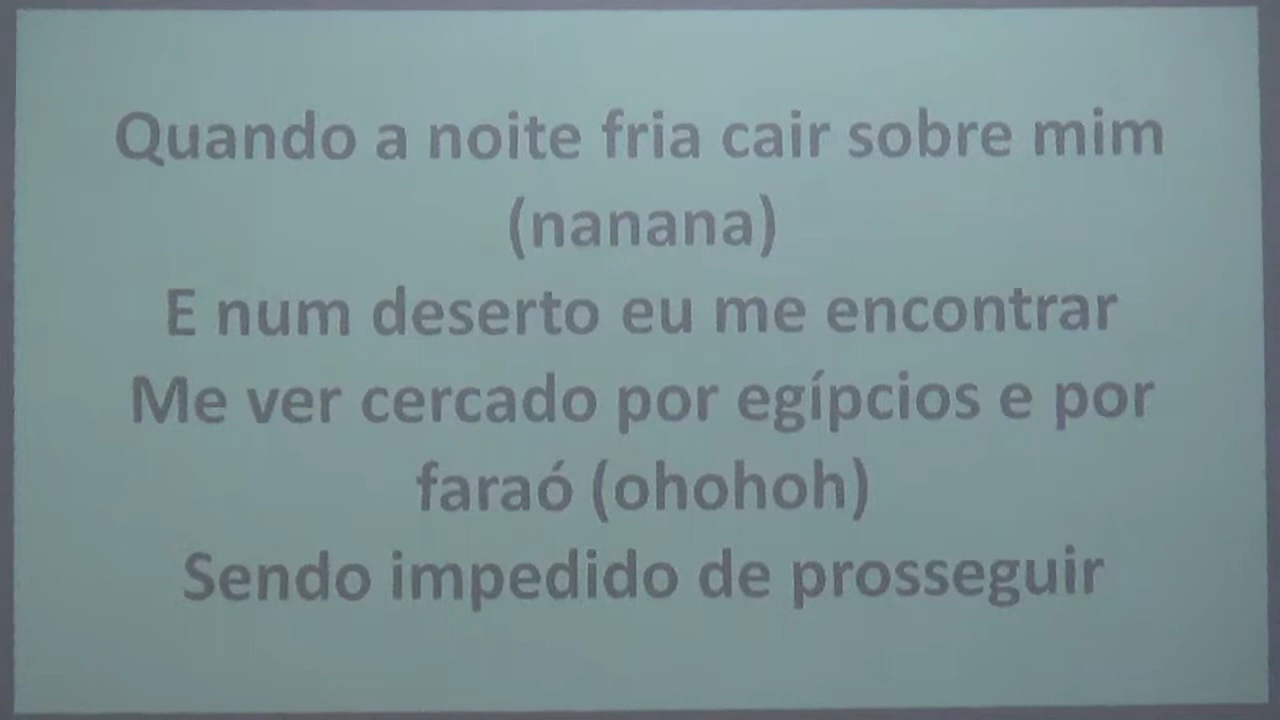 Quando a noite fria cair sobre mim
(nanana)
E num deserto eu me encontrar
Me ver cercado por egípcios e por
faraó (ohohoh)
Sendo impedido de prosseguir